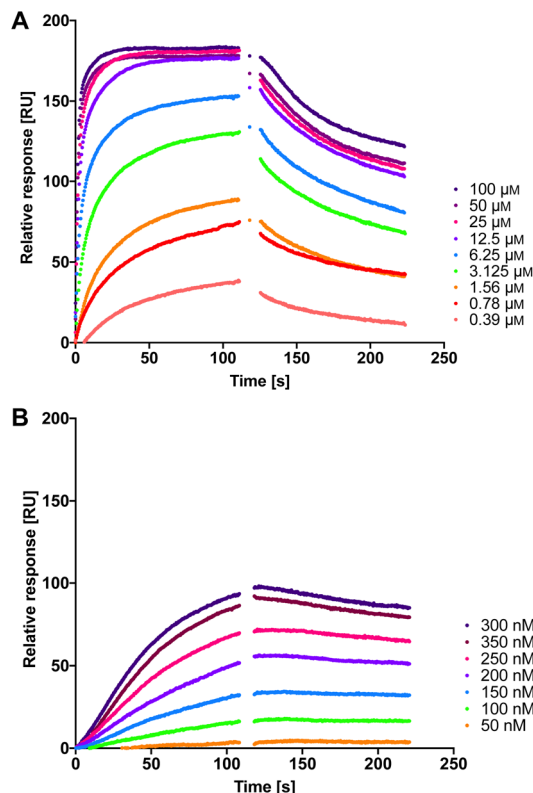 A
200
150
100
50
0
Relative response [RU]
0 50 100 150 200 250
Time [s]
100 µM
50 µM
25 µM
12.5 µM
6.25 µM
3.125 µM
1.56 µM
0.78 µM
0.39 µM
B
200
150
100
50
0
Relative response [RU]
0 50 100 150 200 250
Time [s]
300 nM
350 nM
250 nM
200 nM
150 nM
100 nM
50 nM